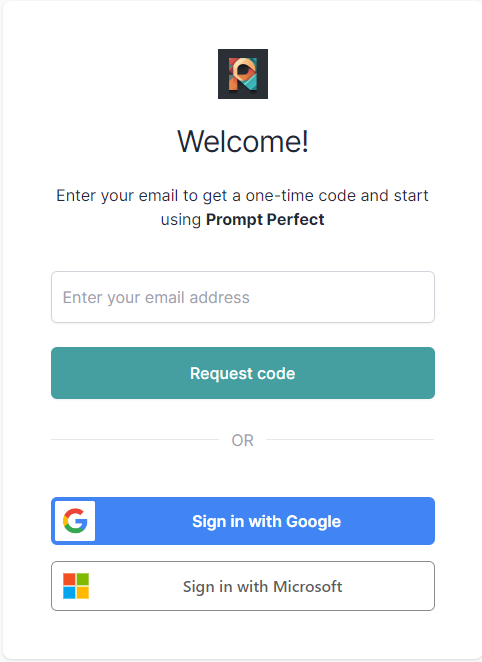 Welcome!
Enter your email to get a one-time code and start
using Prompt Perfect
Enter your email address
Request code
OR
Sign in with Google
Sign in with Microsoft